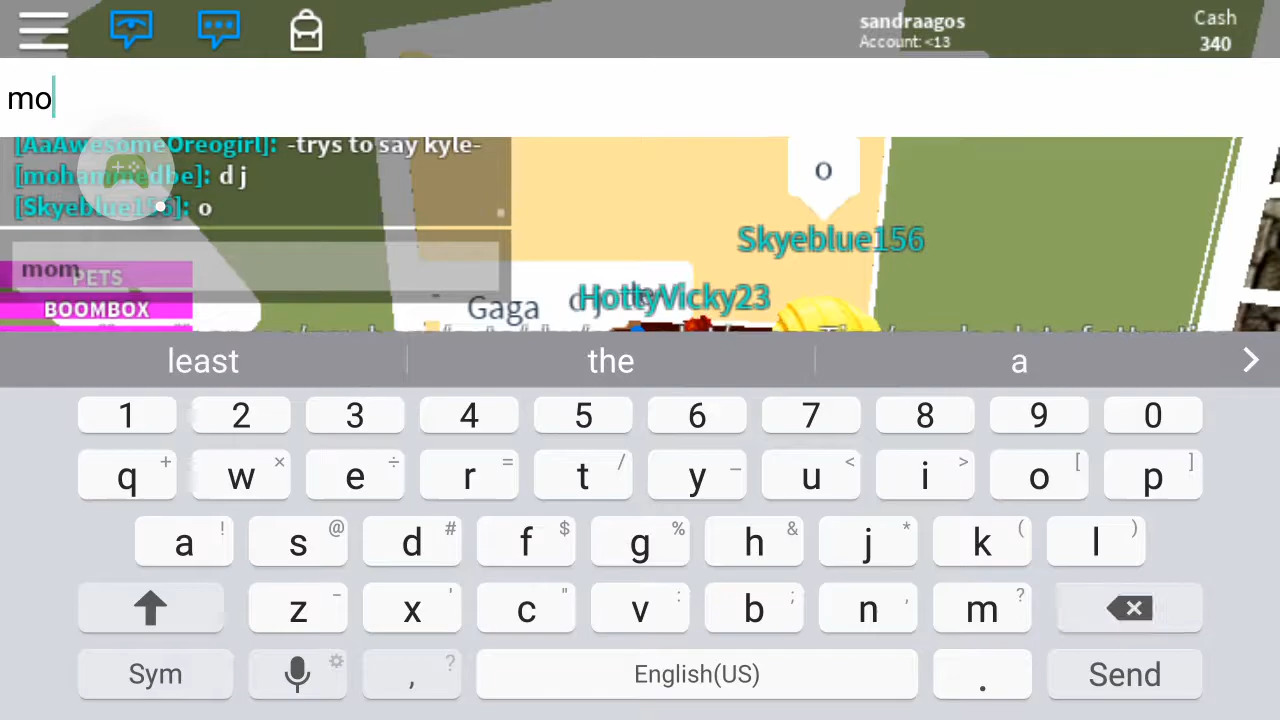 sandraagos
Account: <13
Cash
340
mo
[AaAwesomeOreogirl]: -trys to say kyle-
[mohammedbe]: d j
[Skyeblue156]: o
o
Skyeblue156
mom
PETS
BOOMBOX
Gaga
HottyVicky23
least the a
1 2 3 4 5 6 7 8 9 0
q + w × e ÷ r = t / y _ u < i > o [ p ]
a ! s @ d # f $ g % h & j * k ( l )
z - x ' c " v : b ; n , m ?
Sym , ? English(US) . Send